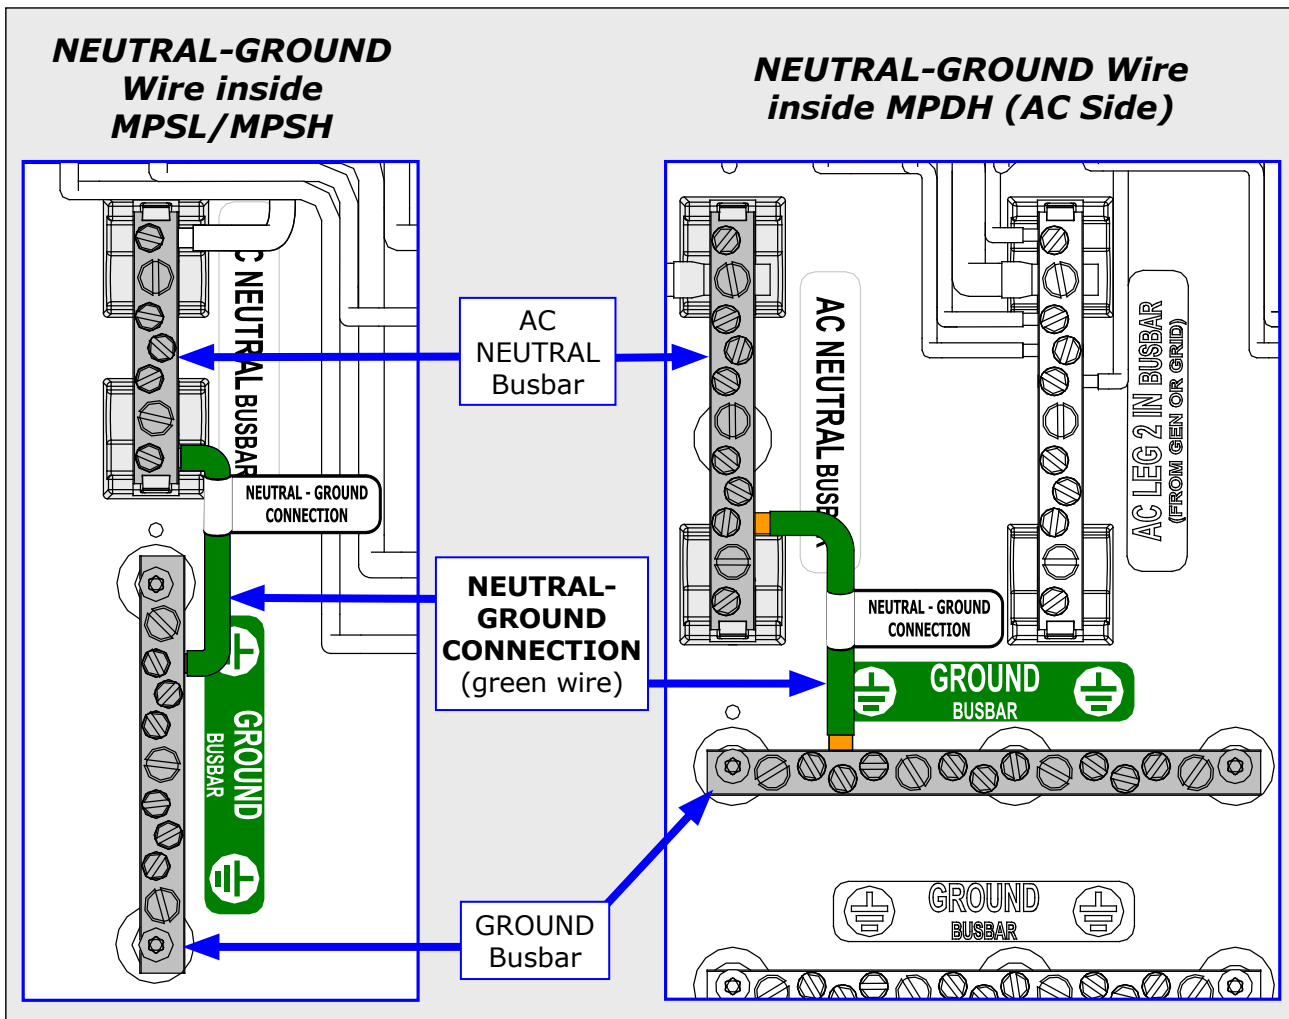 NEUTRAL-GROUND
Wire inside
MPSL/MPSH
NEUTRAL-GROUND Wire
inside MPDH (AC Side)
C NEUTRAL BUSBAR
NEUTRAL - GROUND
CONNECTION
GROUND
BUSBAR
AC
NEUTRAL
Busbar
NEUTRAL-
GROUND
CONNECTION
(green wire)
GROUND
Busbar
AC NEUTRAL BUSBAR
AC LEG 2 IN BUSBAR
(FROM GEN OR GRID)
NEUTRAL - GROUND
CONNECTION
GROUND
BUSBAR
GROUND
BUSBAR